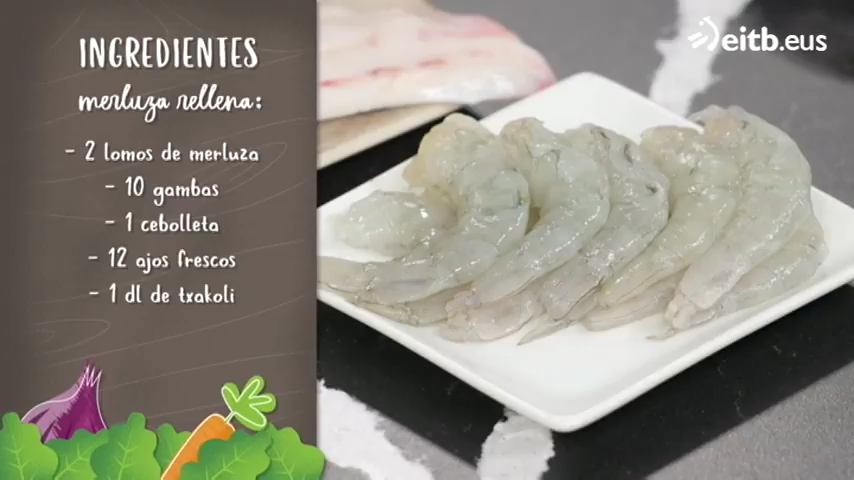 INGREDIENTES
merluza rellena:
- 2 lomos de merluza
- 10 gambas
- 1 cebolleta
- 12 ajos frescos
- 1 dl de txakoli
eitb.eus